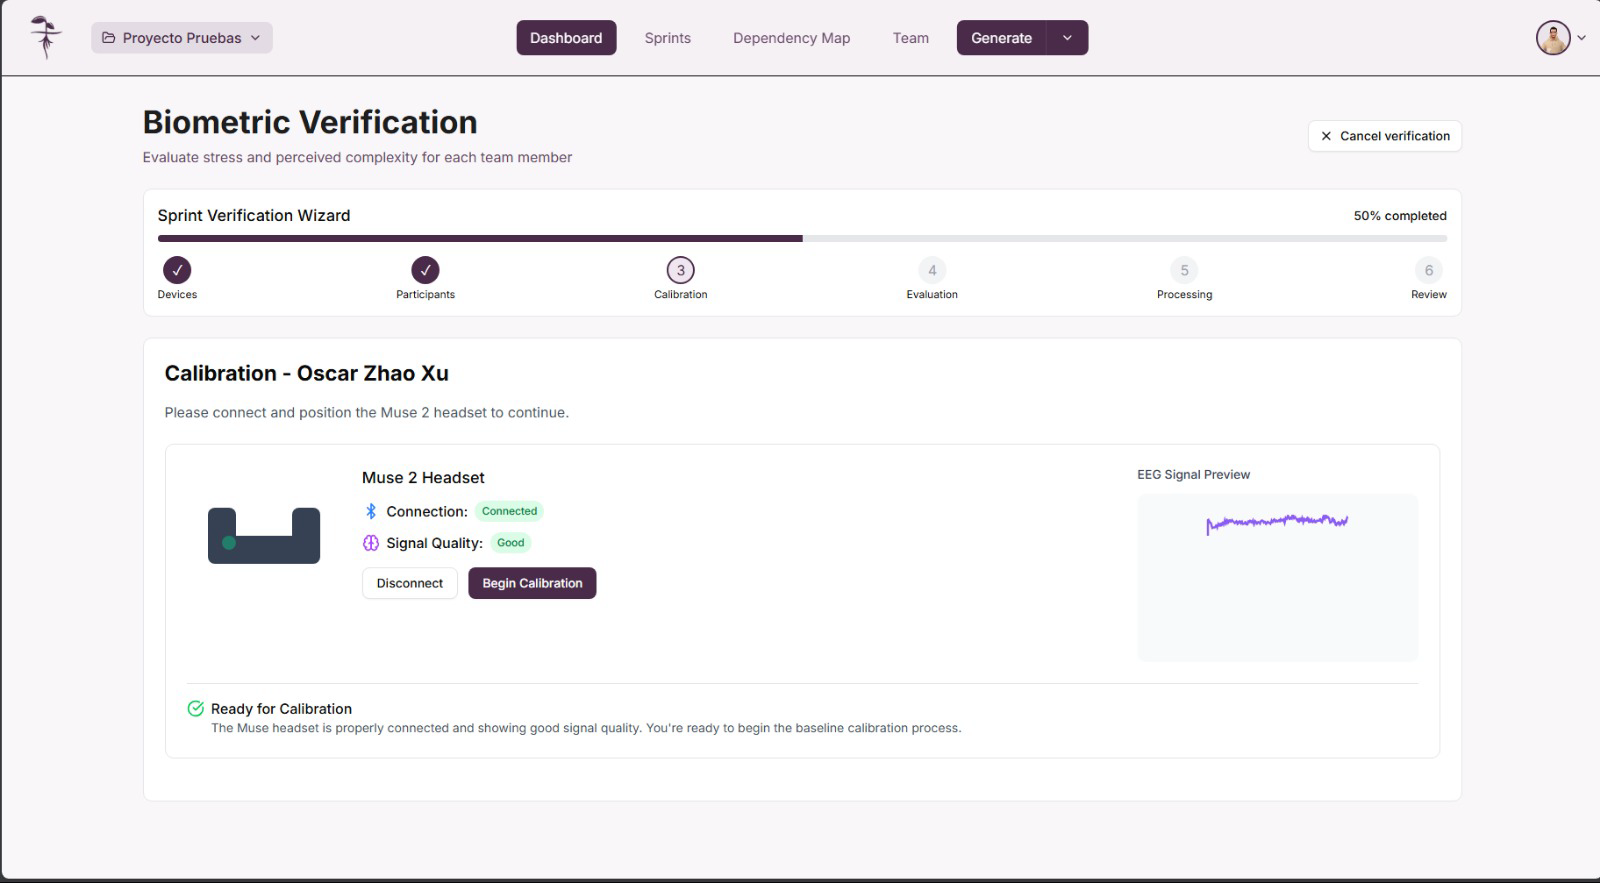 Proyecto Pruebas
Dashboard
Sprints
Dependency Map
Team
Generate
Biometric Verification
Evaluate stress and perceived complexity for each team member
Cancel verification
Sprint Verification Wizard
50% completed
3
4
5
6
Devices
Participants
Calibration
Evaluation
Processing
Review
Calibration - Oscar Zhao Xu
Please connect and position the Muse 2 headset to continue.
Muse 2 Headset
Connection: Connected
Signal Quality: Good
Disconnect
Begin Calibration
EEG Signal Preview
Ready for Calibration
The Muse headset is properly connected and showing good signal quality. You're ready to begin the baseline calibration process.